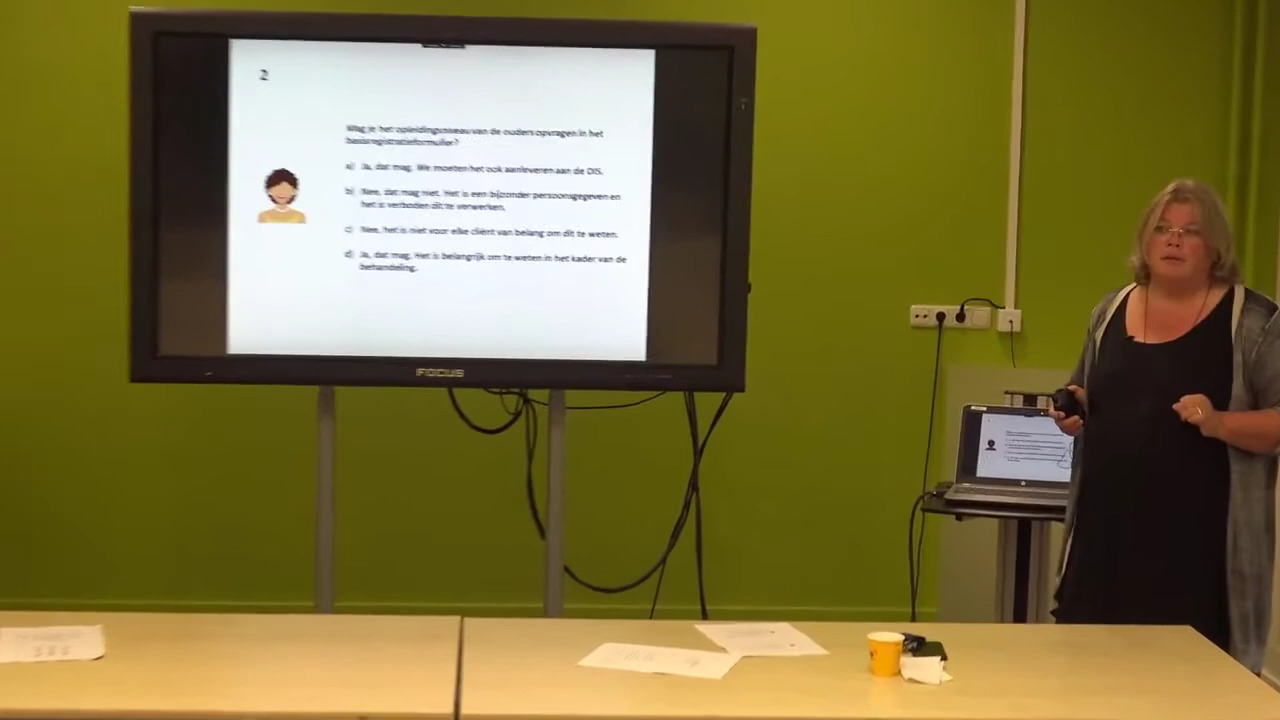 2
Mag je het opleidingsniveau van de ouders opvragen in het
basisregistratieformulier?
a) Ja, dat mag. We moeten het ook aanleveren aan de DIS.
b) Nee, dat mag niet. Het is een bijzonder persoonsgegeven en
het is verboden dit te verwerken.
c) Nee, het is niet voor elke cliënt van belang om dit te weten.
d) Ja, dat mag. Het is belangrijk om te weten in het kader van de
behandeling.
FOCUS